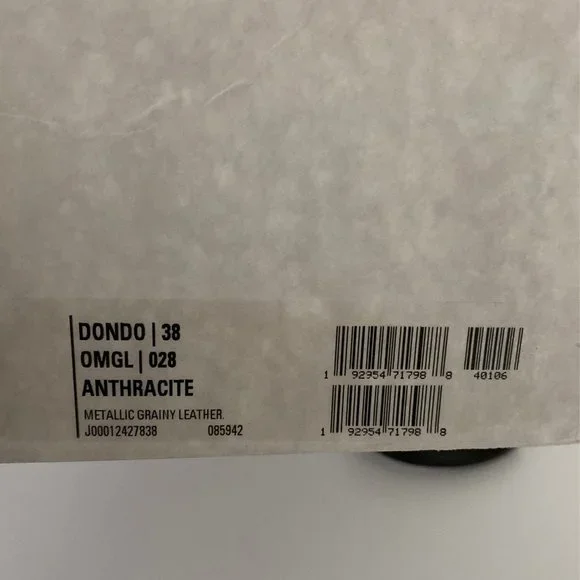 DONDO | 38
OMGL | 028
ANTHRACITE
METALLIC GRAINY LEATHER.
J00012427838 085942
1 92954 71798 8 40106
1 92954 71798 8